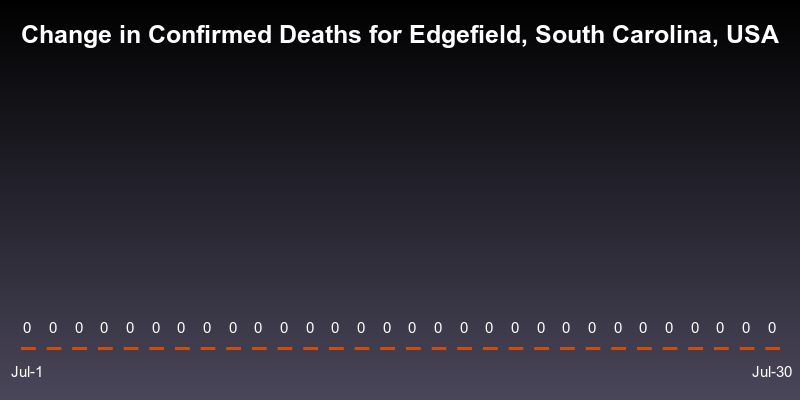 Change in Confirmed Deaths for Edgefield, South Carolina, USA
0 0 0 0 0 0 0 0 0 0 0 0 0 0 0 0 0 0 0 0 0 0 0 0 0 0 0 0 0 0
Jul-1 Jul-30